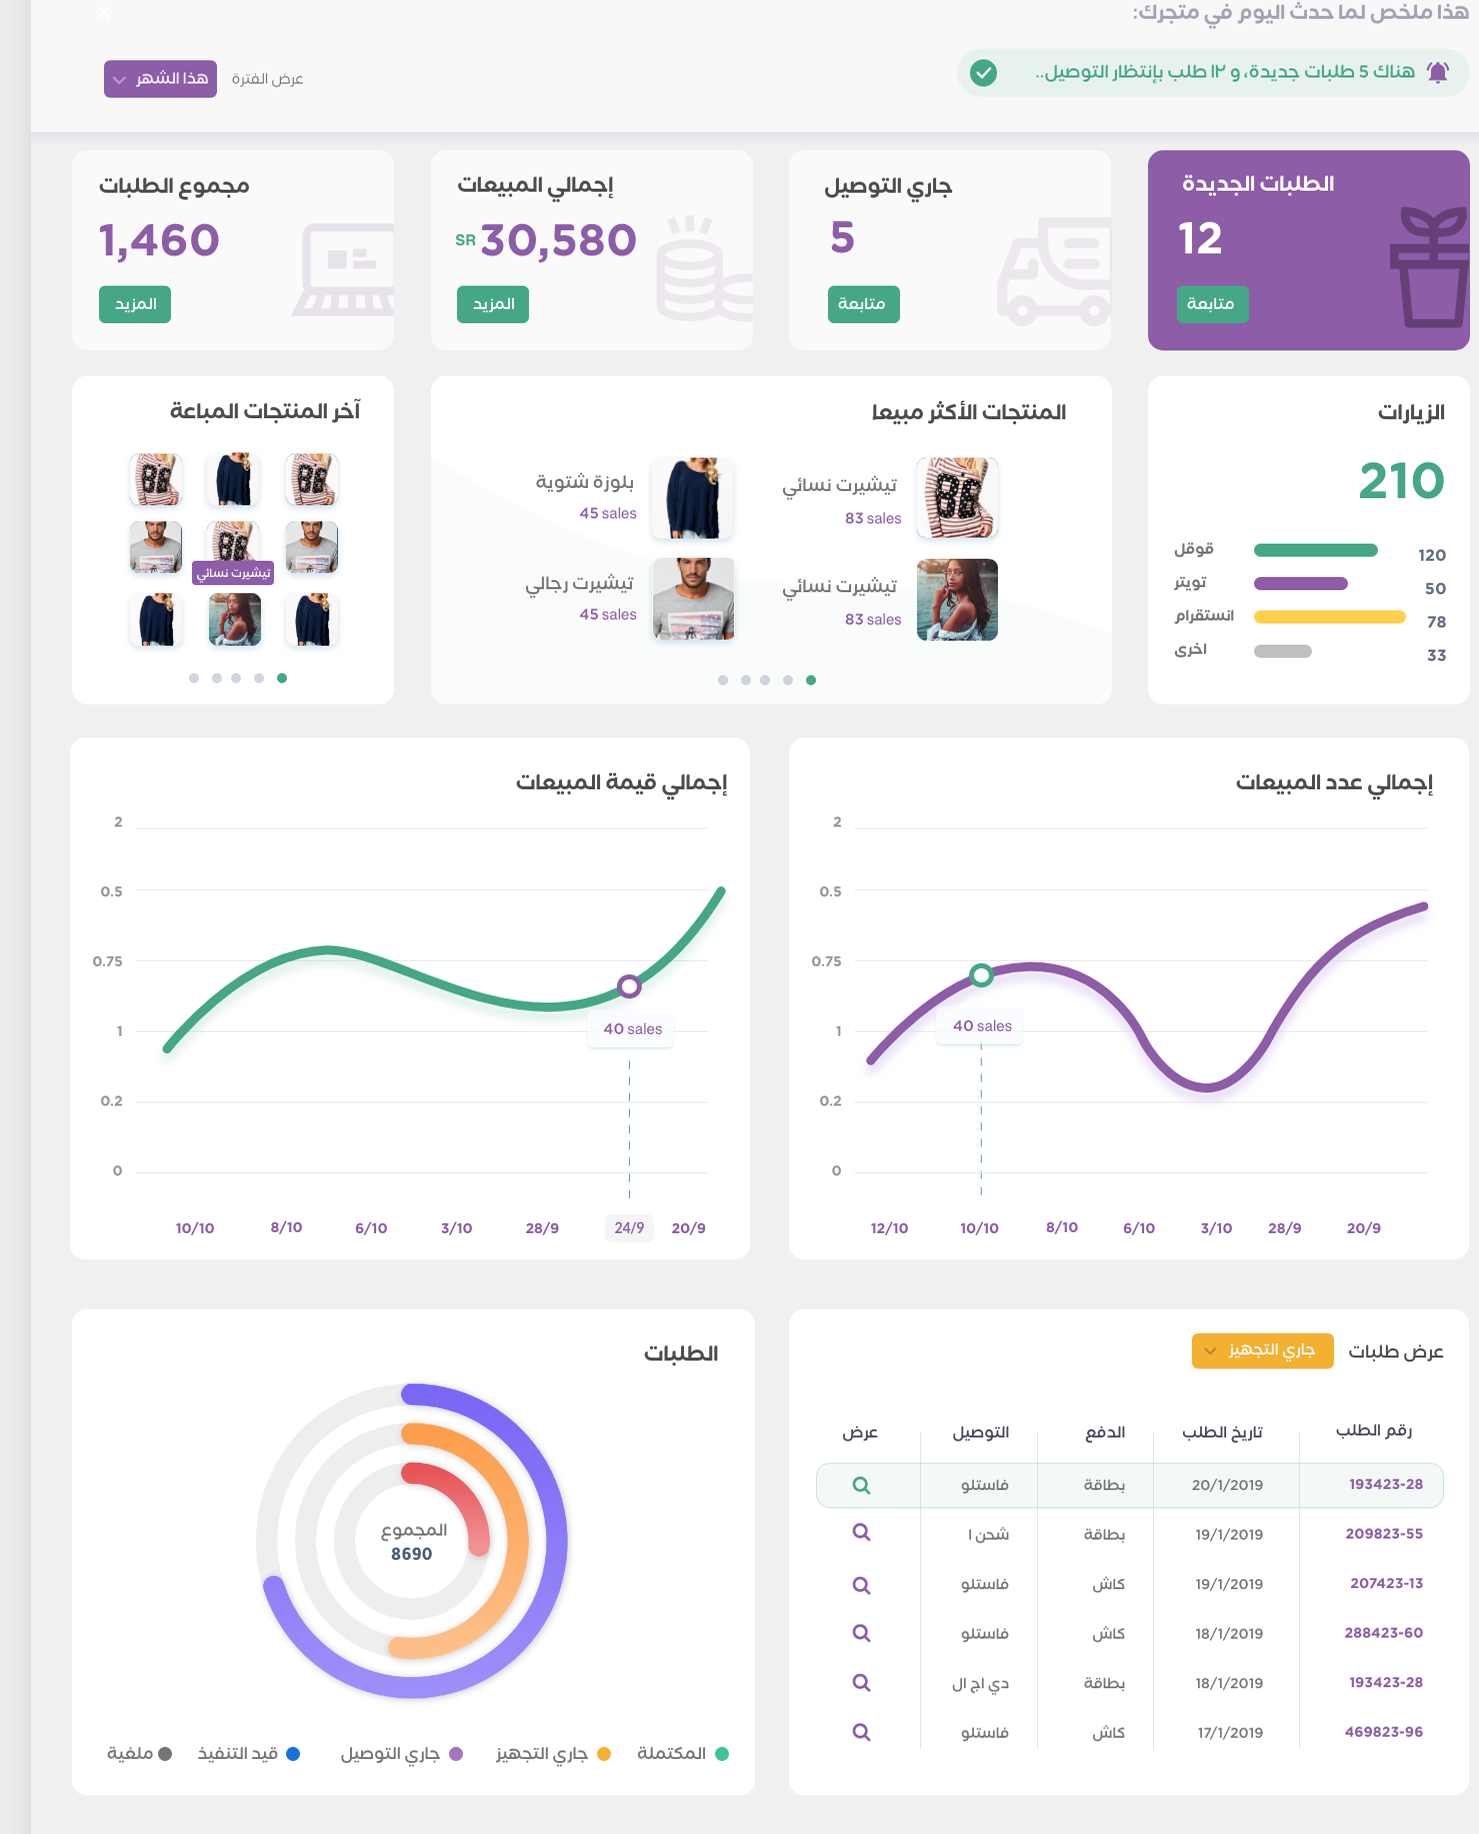 هذا ملخص لما حدث اليوم في متجرك:
هناك 5 طلبات جديدة، و ١٢ طلب بإنتظار التوصيل..
عرض الفترة
هذا الشهر
الطلبات الجديدة
12
متابعة
جاري التوصيل
5
متابعة
إجمالي المبيعات
SR 30,580
المزيد
مجموع الطلبات
1,460
المزيد
الزيارات
210
قوقل 120
تويتر 50
انستقرام 78
اخرى 33
المنتجات الأكثر مبيعا
تيشيرت نسائي
83 sales
بلوزة شتوية
45 sales
تيشيرت نسائي
83 sales
تيشيرت رجالي
45 sales
آخر المنتجات المباعة
تيشيرت نسائي
إجمالي عدد المبيعات
2
0.5
0.75
1
0.2
0
40 sales
12/10 10/10 8/10 6/10 3/10 28/9 20/9
إجمالي قيمة المبيعات
2
0.5
0.75
1
0.2
0
40 sales
10/10 8/10 6/10 3/10 28/9 24/9 20/9
عرض طلبات
جاري التجهيز
رقم الطلب تاريخ الطلب الدفع التوصيل عرض
193423-28 20/1/2019 بطاقة فاستلو
209823-55 19/1/2019 بطاقة شحن ا
207423-13 19/1/2019 كاش فاستلو
288423-60 18/1/2019 كاش فاستلو
193423-28 18/1/2019 بطاقة دي اج ال
469823-96 17/1/2019 كاش فاستلو
الطلبات
المجموع
8690
المكتملة
جاري التجهيز
جاري التوصيل
قيد التنفيذ
ملغية